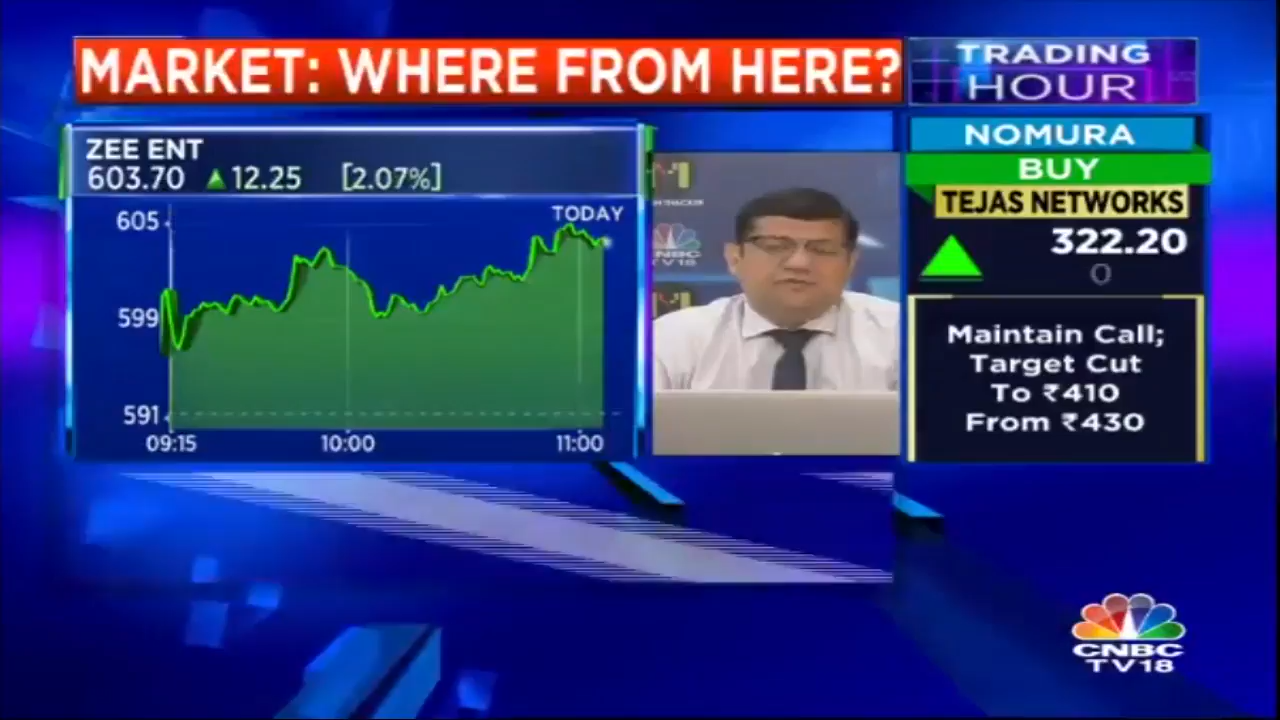 MARKET: WHERE FROM HERE?
TRADING
HOUR
ZEE ENT
603.70 ▲12.25 [2.07%]
TODAY
605
599
591
09:15 10:00 11:00
CNBC
TV18
NOMURA
BUY
TEJAS NETWORKS
322.20
0
Maintain Call;
Target Cut
To ₹410
From ₹430
CNBC
TV18